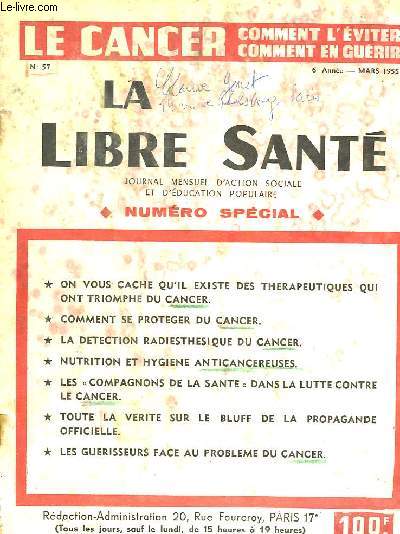 le-livre.com
LE CANCER COMMENT L'ÉVITER
COMMENT EN GUÉRIR
N° 57 6e Année — MARS 1955
LA
LIBRE SANTÉ
JOURNAL MENSUEL D'ACTION SOCIALE
ET D'ÉDUCATION POPULAIRE
◆ NUMÉRO SPÉCIAL ◆
★ ON VOUS CACHE QU'IL EXISTE DES THERAPEUTIQUES QUI
ONT TRIOMPHE DU CANCER.
★ COMMENT SE PROTEGER DU CANCER.
★ LA DETECTION RADIESTHESIQUE DU CANCER.
★ NUTRITION ET HYGIENE ANTICANCEREUSES.
★ LES « COMPAGNONS DE LA SANTE » DANS LA LUTTE CONTRE
LE CANCER.
★ TOUTE LA VERITE SUR LE BLUFF DE LA PROPAGANDE
OFFICIELLE.
★ LES GUERISSEURS FACE AU PROBLEME DU CANCER.
Rédaction-Administration 20, Rue Fourcroy, PARIS 17e
(Tous les jours, sauf le lundi, de 15 heures à 19 heures)
100F